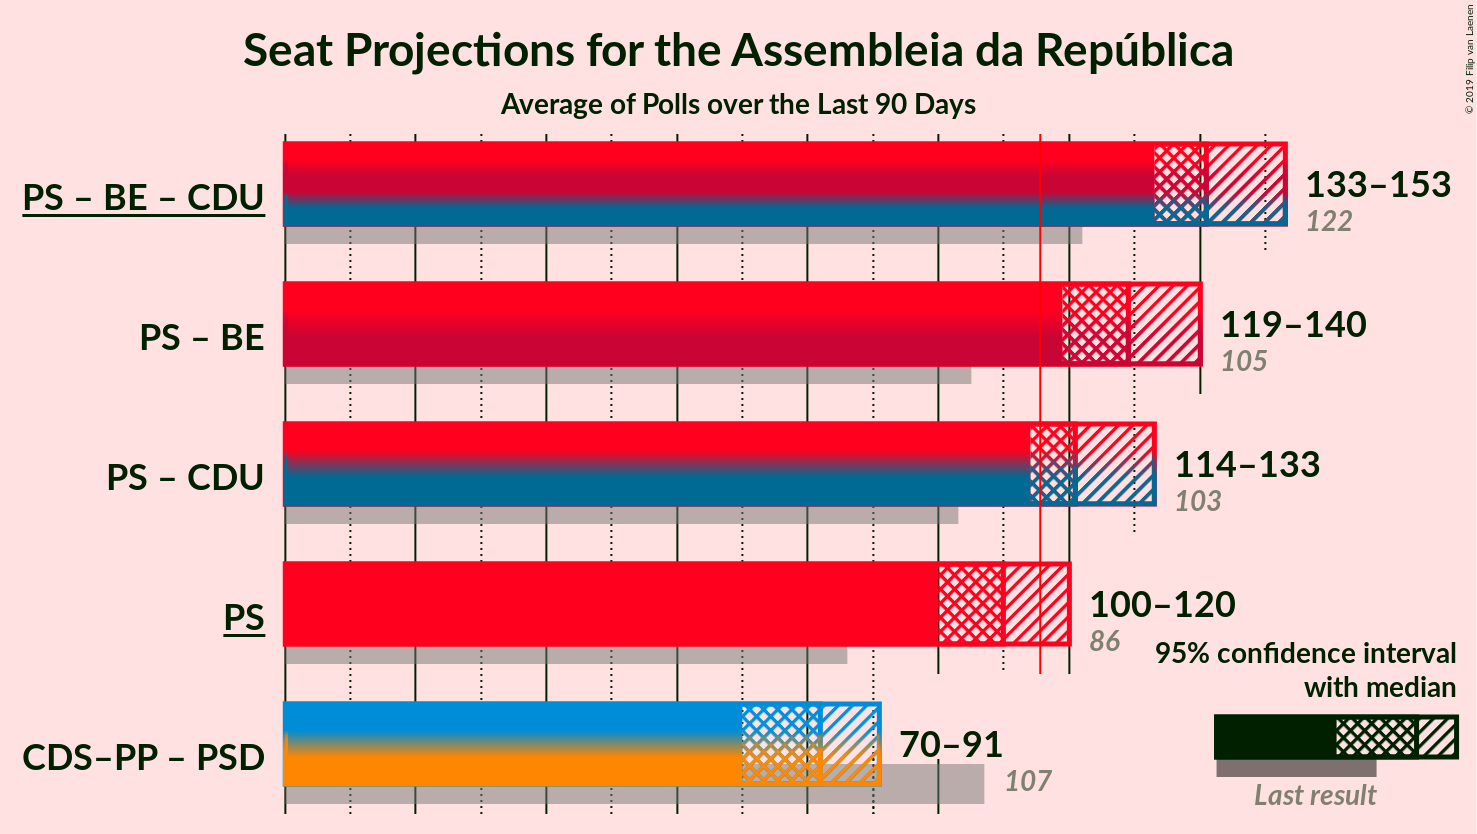 Seat Projections for the Assembleia da República
Average of Polls over the Last 90 Days
© 2019 Filip van Laenen
PS – BE – CDU
133–153
122
PS – BE
119–140
105
PS – CDU
114–133
103
PS
100–120
86
CDS–PP – PSD
70–91
107
95% confidence interval
with median
Last result